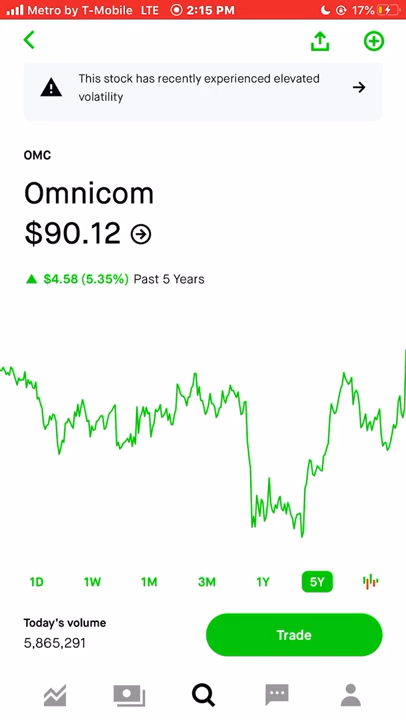 Metro by T-Mobile LTE 2:15 PM 17%
This stock has recently experienced elevated
volatility
OMC
Omnicom
$90.12
$4.58 (5.35%) Past 5 Years
1D 1W 1M 3M 1Y 5Y
Today's volume
5,865,291
Trade